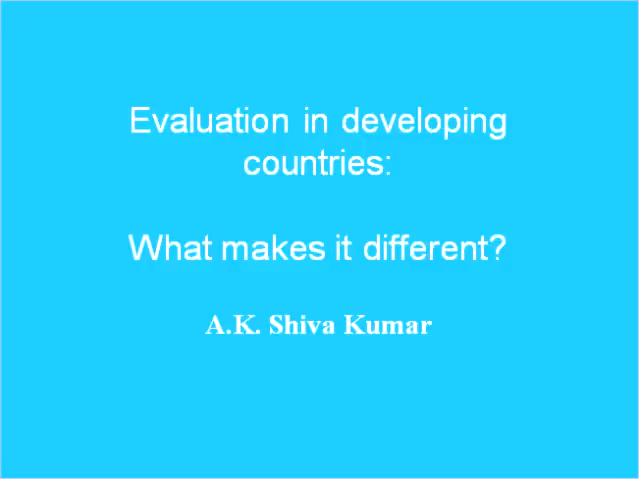 Evaluation in developing
countries:
What makes it different?
A.K. Shiva Kumar